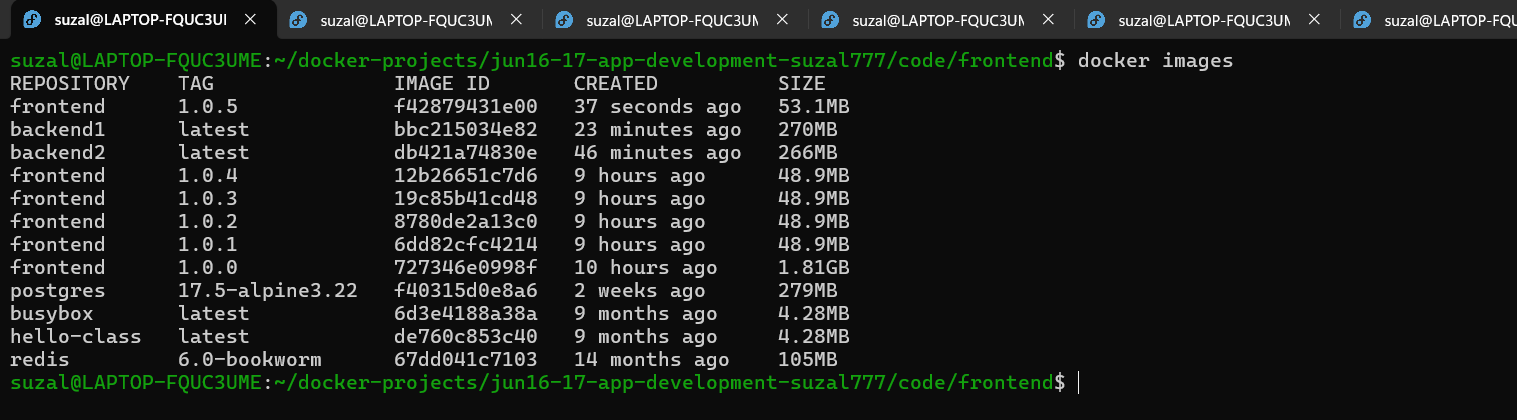 suzal@LAPTOP-FQUC3UI suzal@LAPTOP-FQUC3UM suzal@LAPTOP-FQUC3UM suzal@LAPTOP-FQUC3UM suzal@LAPTOP-FQUC3UM suzal@LAPTOP-FQU
suzal@LAPTOP-FQUC3UME:~/docker-projects/jun16-17-app-development-suzal777/code/frontend$ docker images
REPOSITORY TAG IMAGE ID CREATED SIZE
frontend 1.0.5 f42879431e00 37 seconds ago 53.1MB
backend1 latest bbc215034e82 23 minutes ago 270MB
backend2 latest db421a74830e 46 minutes ago 266MB
frontend 1.0.4 12b26651c7d6 9 hours ago 48.9MB
frontend 1.0.3 19c85b41cd48 9 hours ago 48.9MB
frontend 1.0.2 8780de2a13c0 9 hours ago 48.9MB
frontend 1.0.1 6dd82cfc4214 9 hours ago 48.9MB
frontend 1.0.0 727346e0998f 10 hours ago 1.81GB
postgres 17.5-alpine3.22 f40315d0e8a6 2 weeks ago 279MB
busybox latest 6d3e4188a38a 9 months ago 4.28MB
hello-class latest de760c853c40 9 months ago 4.28MB
redis 6.0-bookworm 67dd041c7103 14 months ago 105MB
suzal@LAPTOP-FQUC3UME:~/docker-projects/jun16-17-app-development-suzal777/code/frontend$